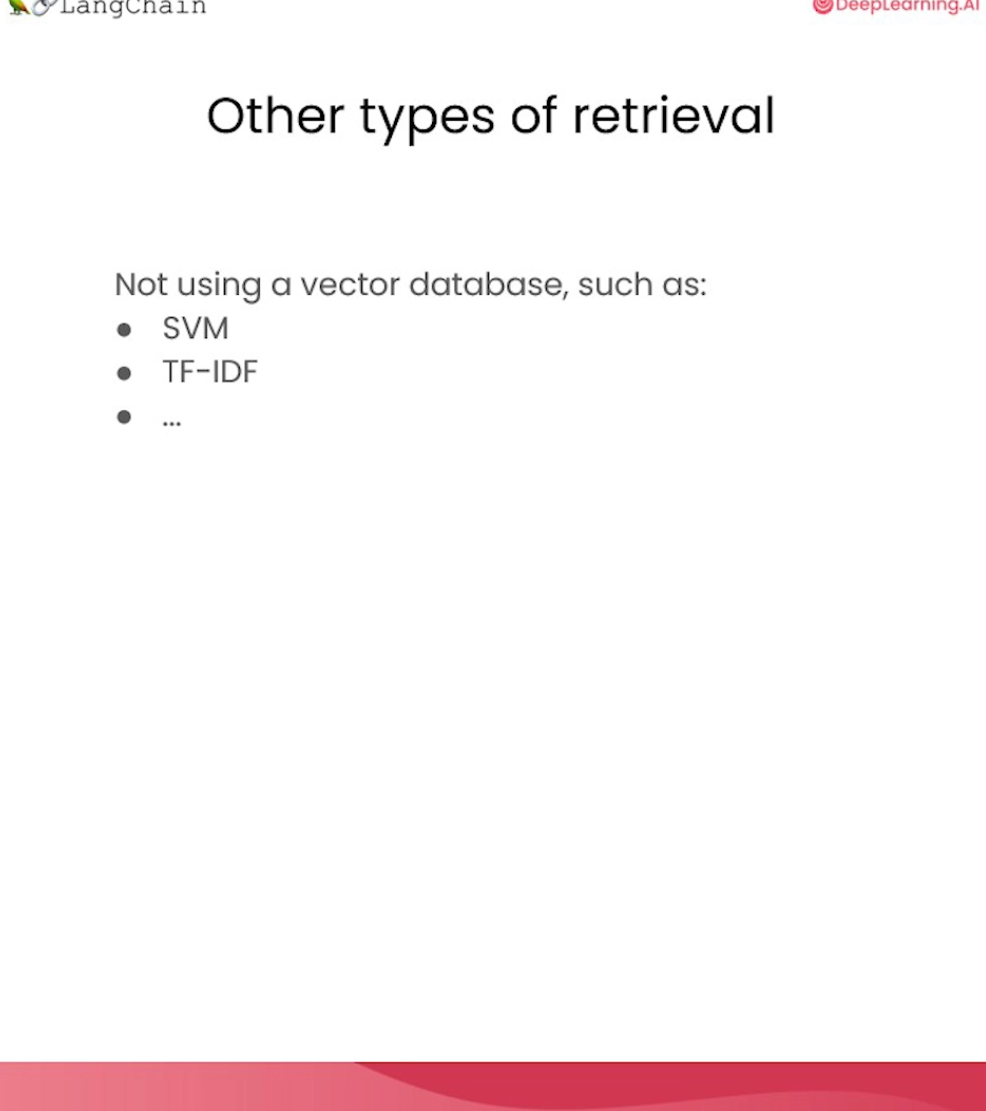 LangChain
DeepLearning.AI
Other types of retrieval
Not using a vector database, such as:
● SVM
● TF-IDF
● ...